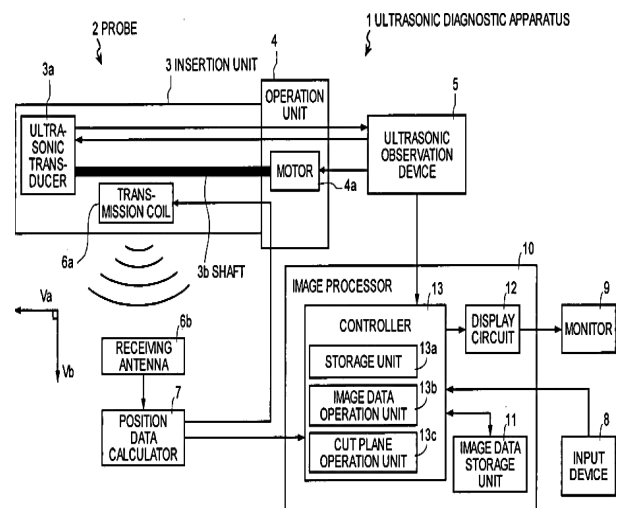 1 ULTRASONIC DIAGNOSTIC APPARATUS
2 PROBE
3 INSERTION UNIT
4
3a
OPERATION
UNIT
5
ULTRA-
SONIC
TRANS-
DUCER
ULTRASONIC
OBSERVATION
DEVICE
MOTOR
4a
TRANS-
MISSION COIL
6a
3b SHAFT
10
IMAGE PROCESSOR
13
12
9
Va
Vb
6b
RECEIVING
ANTENNA
CONTROLLER
DISPLAY
CIRCUIT
MONITOR
STORAGE UNIT
13a
IMAGE DATA
OPERATION UNIT
13b
7
POSITION
DATA
CALCULATOR
CUT PLANE
OPERATION UNIT
13c
11
IMAGE DATA
STORAGE
UNIT
8
INPUT
DEVICE